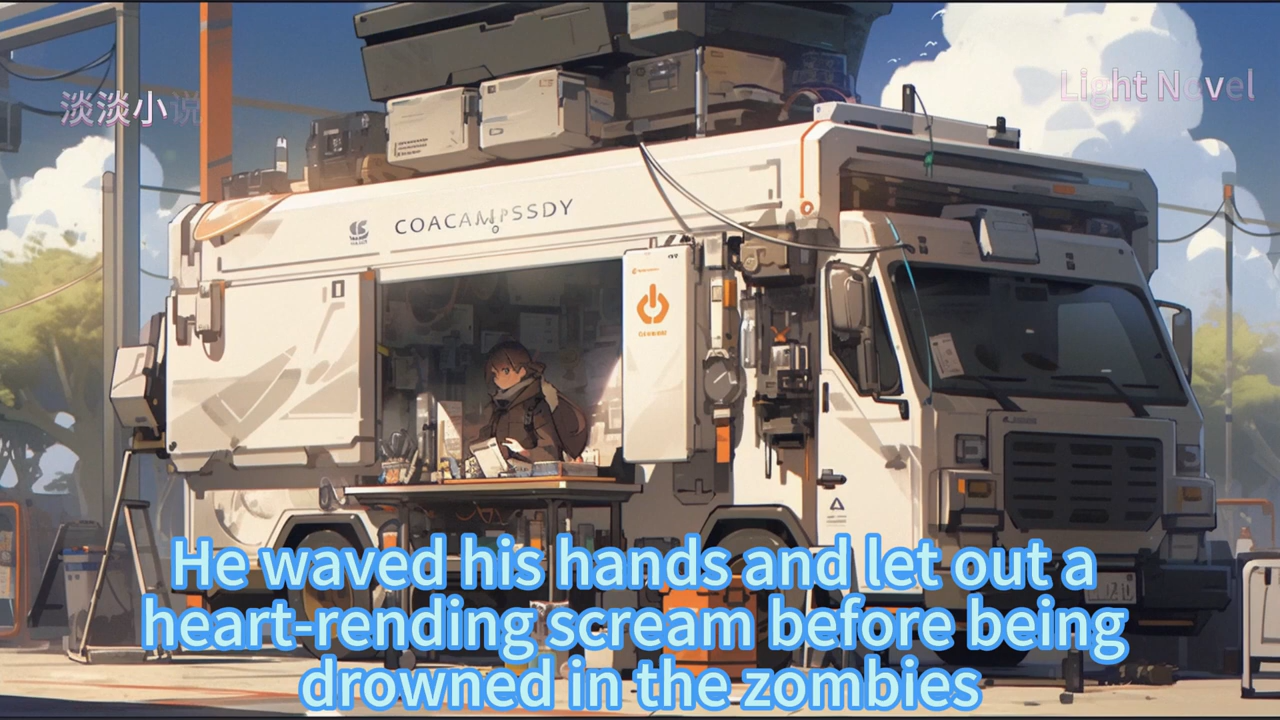 淡淡小说
Light Novel
COACAMPSSDY
He waved his hands and let out a
heart-rending scream before being
drowned in the zombies